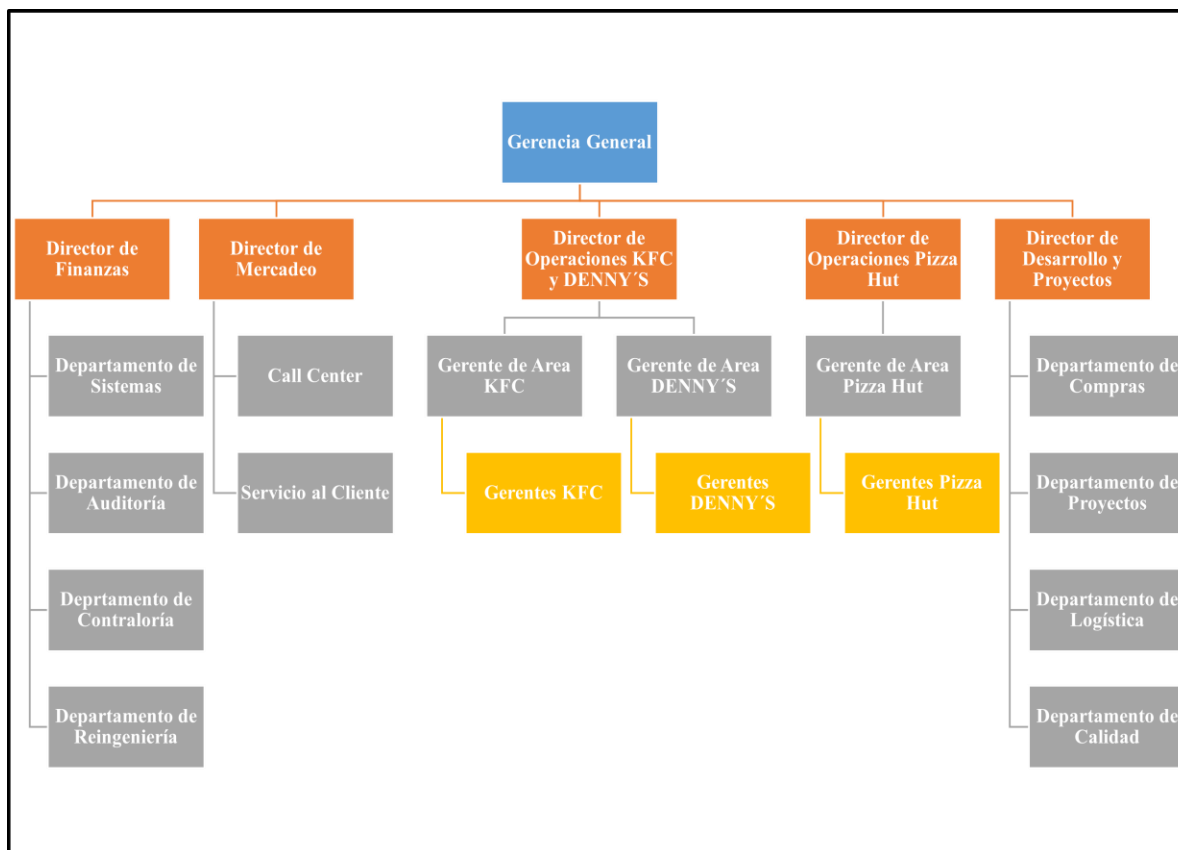 Gerencia General
Director de
Finanzas
Director de
Mercadeo
Director de
Operaciones KFC
y DENNY´S
Director de
Operaciones Pizza
Hut
Director de
Desarrollo y
Proyectos
Departamento de
Sistemas
Call Center
Gerente de Area
KFC
Gerente de Area
DENNY´S
Gerente de Area
Pizza Hut
Departamento de
Compras
Departamento de
Auditoría
Servicio al Cliente
Gerentes KFC
Gerentes
DENNY´S
Gerentes Pizza
Hut
Departamento de
Proyectos
Deprtamento de
Contraloría
Departamento de
Logística
Departamento de
Reingeniería
Departamento de
Calidad